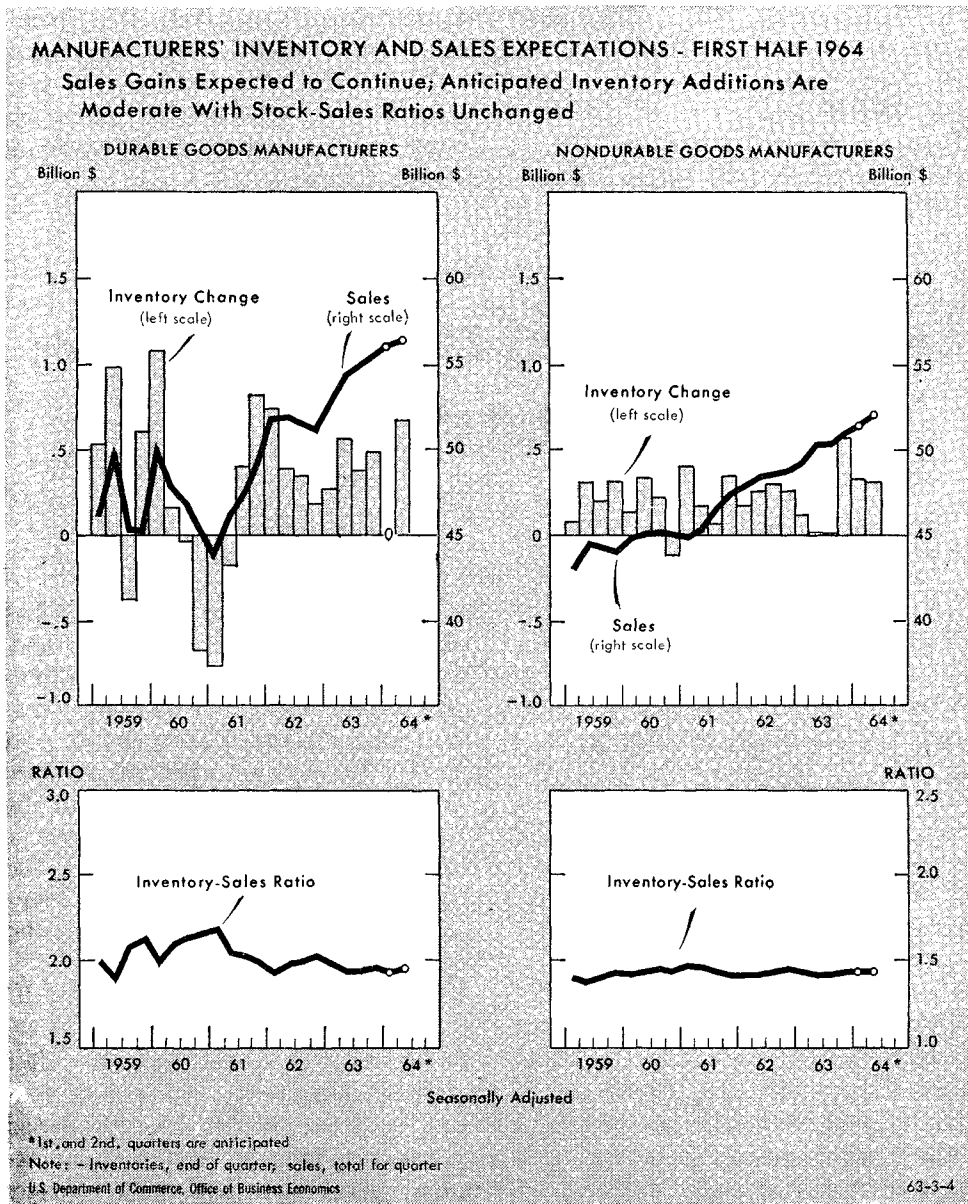 MANUFACTURERS' INVENTORY AND SALES EXPECTATIONS - FIRST HALF 1964
Sales Gains Expected to Continue; Anticipated Inventory Additions Are
Moderate With Stock-Sales Ratios Unchanged
DURABLE GOODS MANUFACTURERS
Billion $ Billion $
1.5
1.0
.5
0
-.5
-1.0
60
55
50
45
40
Inventory Change
(left scale)
Sales
(right scale)
0
1959 60 61 62 63 64 *
NONDURABLE GOODS MANUFACTURERS
Billion $ Billion $
1.5
1.0
.5
0
-.5
-1.0
60
55
50
45
40
Inventory Change
(left scale)
Sales
(right scale)
1959 60 61 62 63 64*
RATIO
3.0
2.5
2.0
1.5
Inventory-Sales Ratio
1959 60 61 62 63 64 *
RATIO
2.5
2.0
1.5
1.0
Inventory-Sales Ratio
1959 60 61 62 63 64*
Seasonally Adjusted
*1st, and 2nd, quarters are anticipated
Note: - Inventories, end of quarter; sales, total for quarter
U.S. Department of Commerce, Office of Business Economics 63-3-4